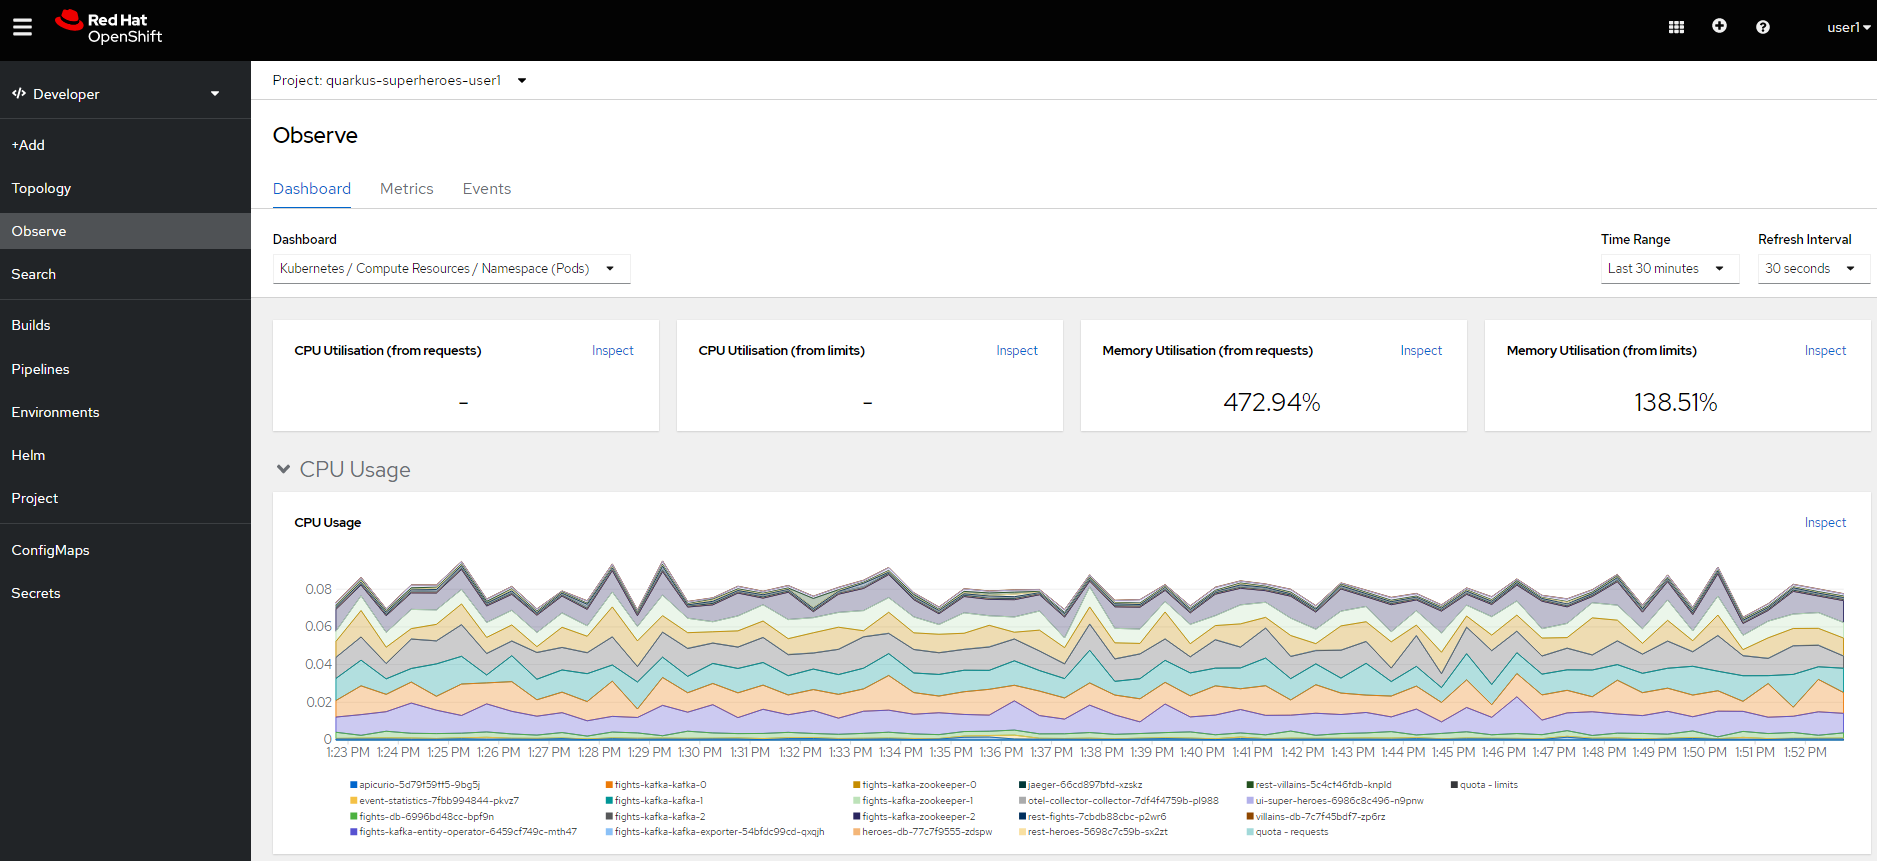 Red Hat
OpenShift
user1
Developer
+Add
Topology
Observe
Search
Builds
Pipelines
Environments
Helm
Project
ConfigMaps
Secrets
Project: quarkus-superheroes-user1
Observe
Dashboard Metrics Events
Dashboard
Kubernetes / Compute Resources / Namespace (Pods)
Time Range
Last 30 minutes
Refresh Interval
30 seconds
CPU Utilisation (from requests) Inspect
-
CPU Utilisation (from limits) Inspect
-
Memory Utilisation (from requests) Inspect
472.94%
Memory Utilisation (from limits) Inspect
138.51%
CPU Usage
CPU Usage Inspect
0.08
0.06
0.04
0.02
0
1:23 PM 1:24 PM 1:25 PM 1:26 PM 1:27 PM 1:28 PM 1:29 PM 1:30 PM 1:31 PM 1:32 PM 1:33 PM 1:34 PM 1:35 PM 1:36 PM 1:37 PM 1:38 PM 1:39 PM 1:40 PM 1:41 PM 1:42 PM 1:43 PM 1:44 PM 1:45 PM 1:46 PM 1:47 PM 1:48 PM 1:49 PM 1:50 PM 1:51 PM 1:52 PM
apicurio-5d79f59ff5-9bg5j fights-kafka-kafka-0 fights-kafka-zookeeper-0 jaeger-66cd897bfd-xzskz rest-villains-5c4cf46fdb-knpld quota - limits
event-statistics-7fbb994844-pkvz7 fights-kafka-kafka-1 fights-kafka-zookeeper-1 otel-collector-collector-7df4f4759b-pl988 ui-super-heroes-6986c8c496-n9pnw
fights-db-6996bd48cc-bpf9n fights-kafka-kafka-2 fights-kafka-zookeeper-2 rest-fights-7cbdb88cbc-p2wr6 villains-db-7c7f45bdf7-zp6rz
fights-kafka-entity-operator-6459cf749c-mth47 fights-kafka-kafka-exporter-54bfdc99cd-qxqjh heroes-db-77c7f9555-zdspw rest-heroes-5698c7c59b-sx2zt quota - requests